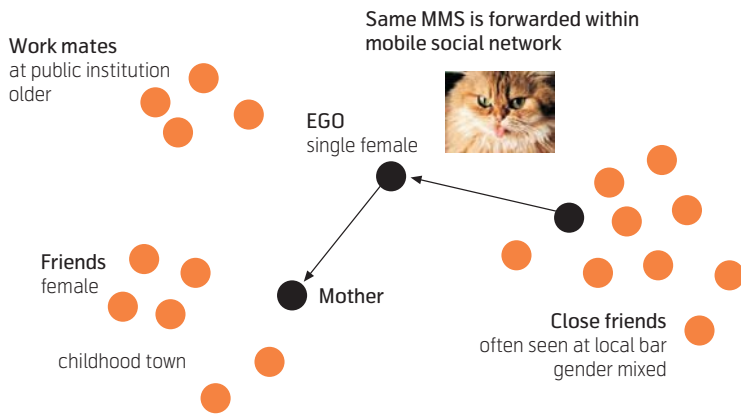 Same MMS is forwarded within
mobile social network
Work mates
at public institution
older
EGO
single female
Friends
female
Mother
childhood town
Close friends
often seen at local bar
gender mixed